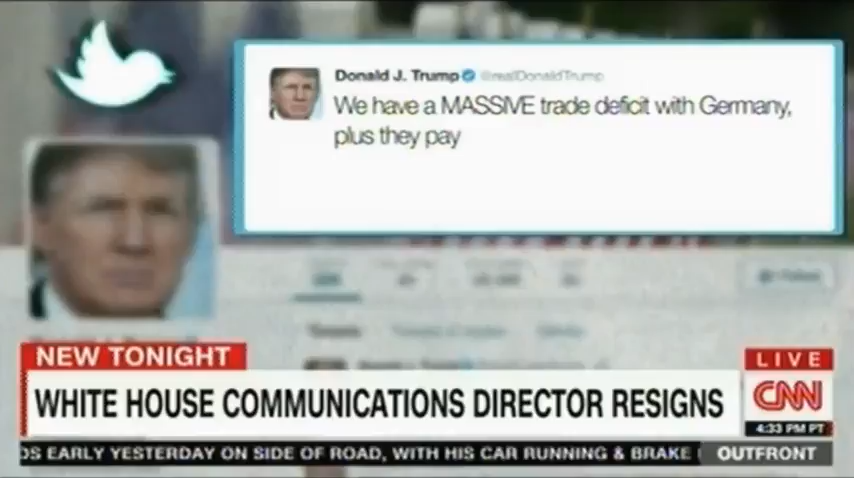 Donald J. Trump @realDonaldTrump
We have a MASSIVE trade deficit with Germany,
plus they pay
NEW TONIGHT
WHITE HOUSE COMMUNICATIONS DIRECTOR RESIGNS
LIVE
CNN
4:33 PM PT
DS EARLY YESTERDAY ON SIDE OF ROAD, WITH HIS CAR RUNNING & BRAKE
OUTFRONT